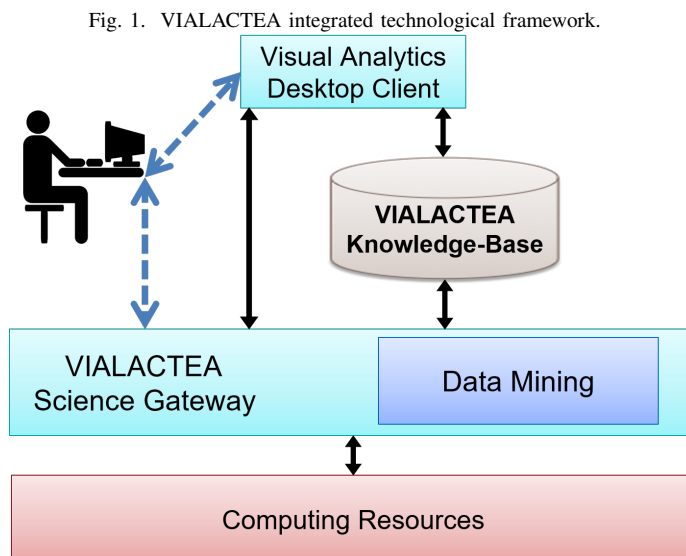 Fig. 1. VIALACTEA integrated technological framework.
Visual Analytics
Desktop Client
VIALACTEA
Knowledge-Base
VIALACTEA
Science Gateway
Data Mining
Computing Resources